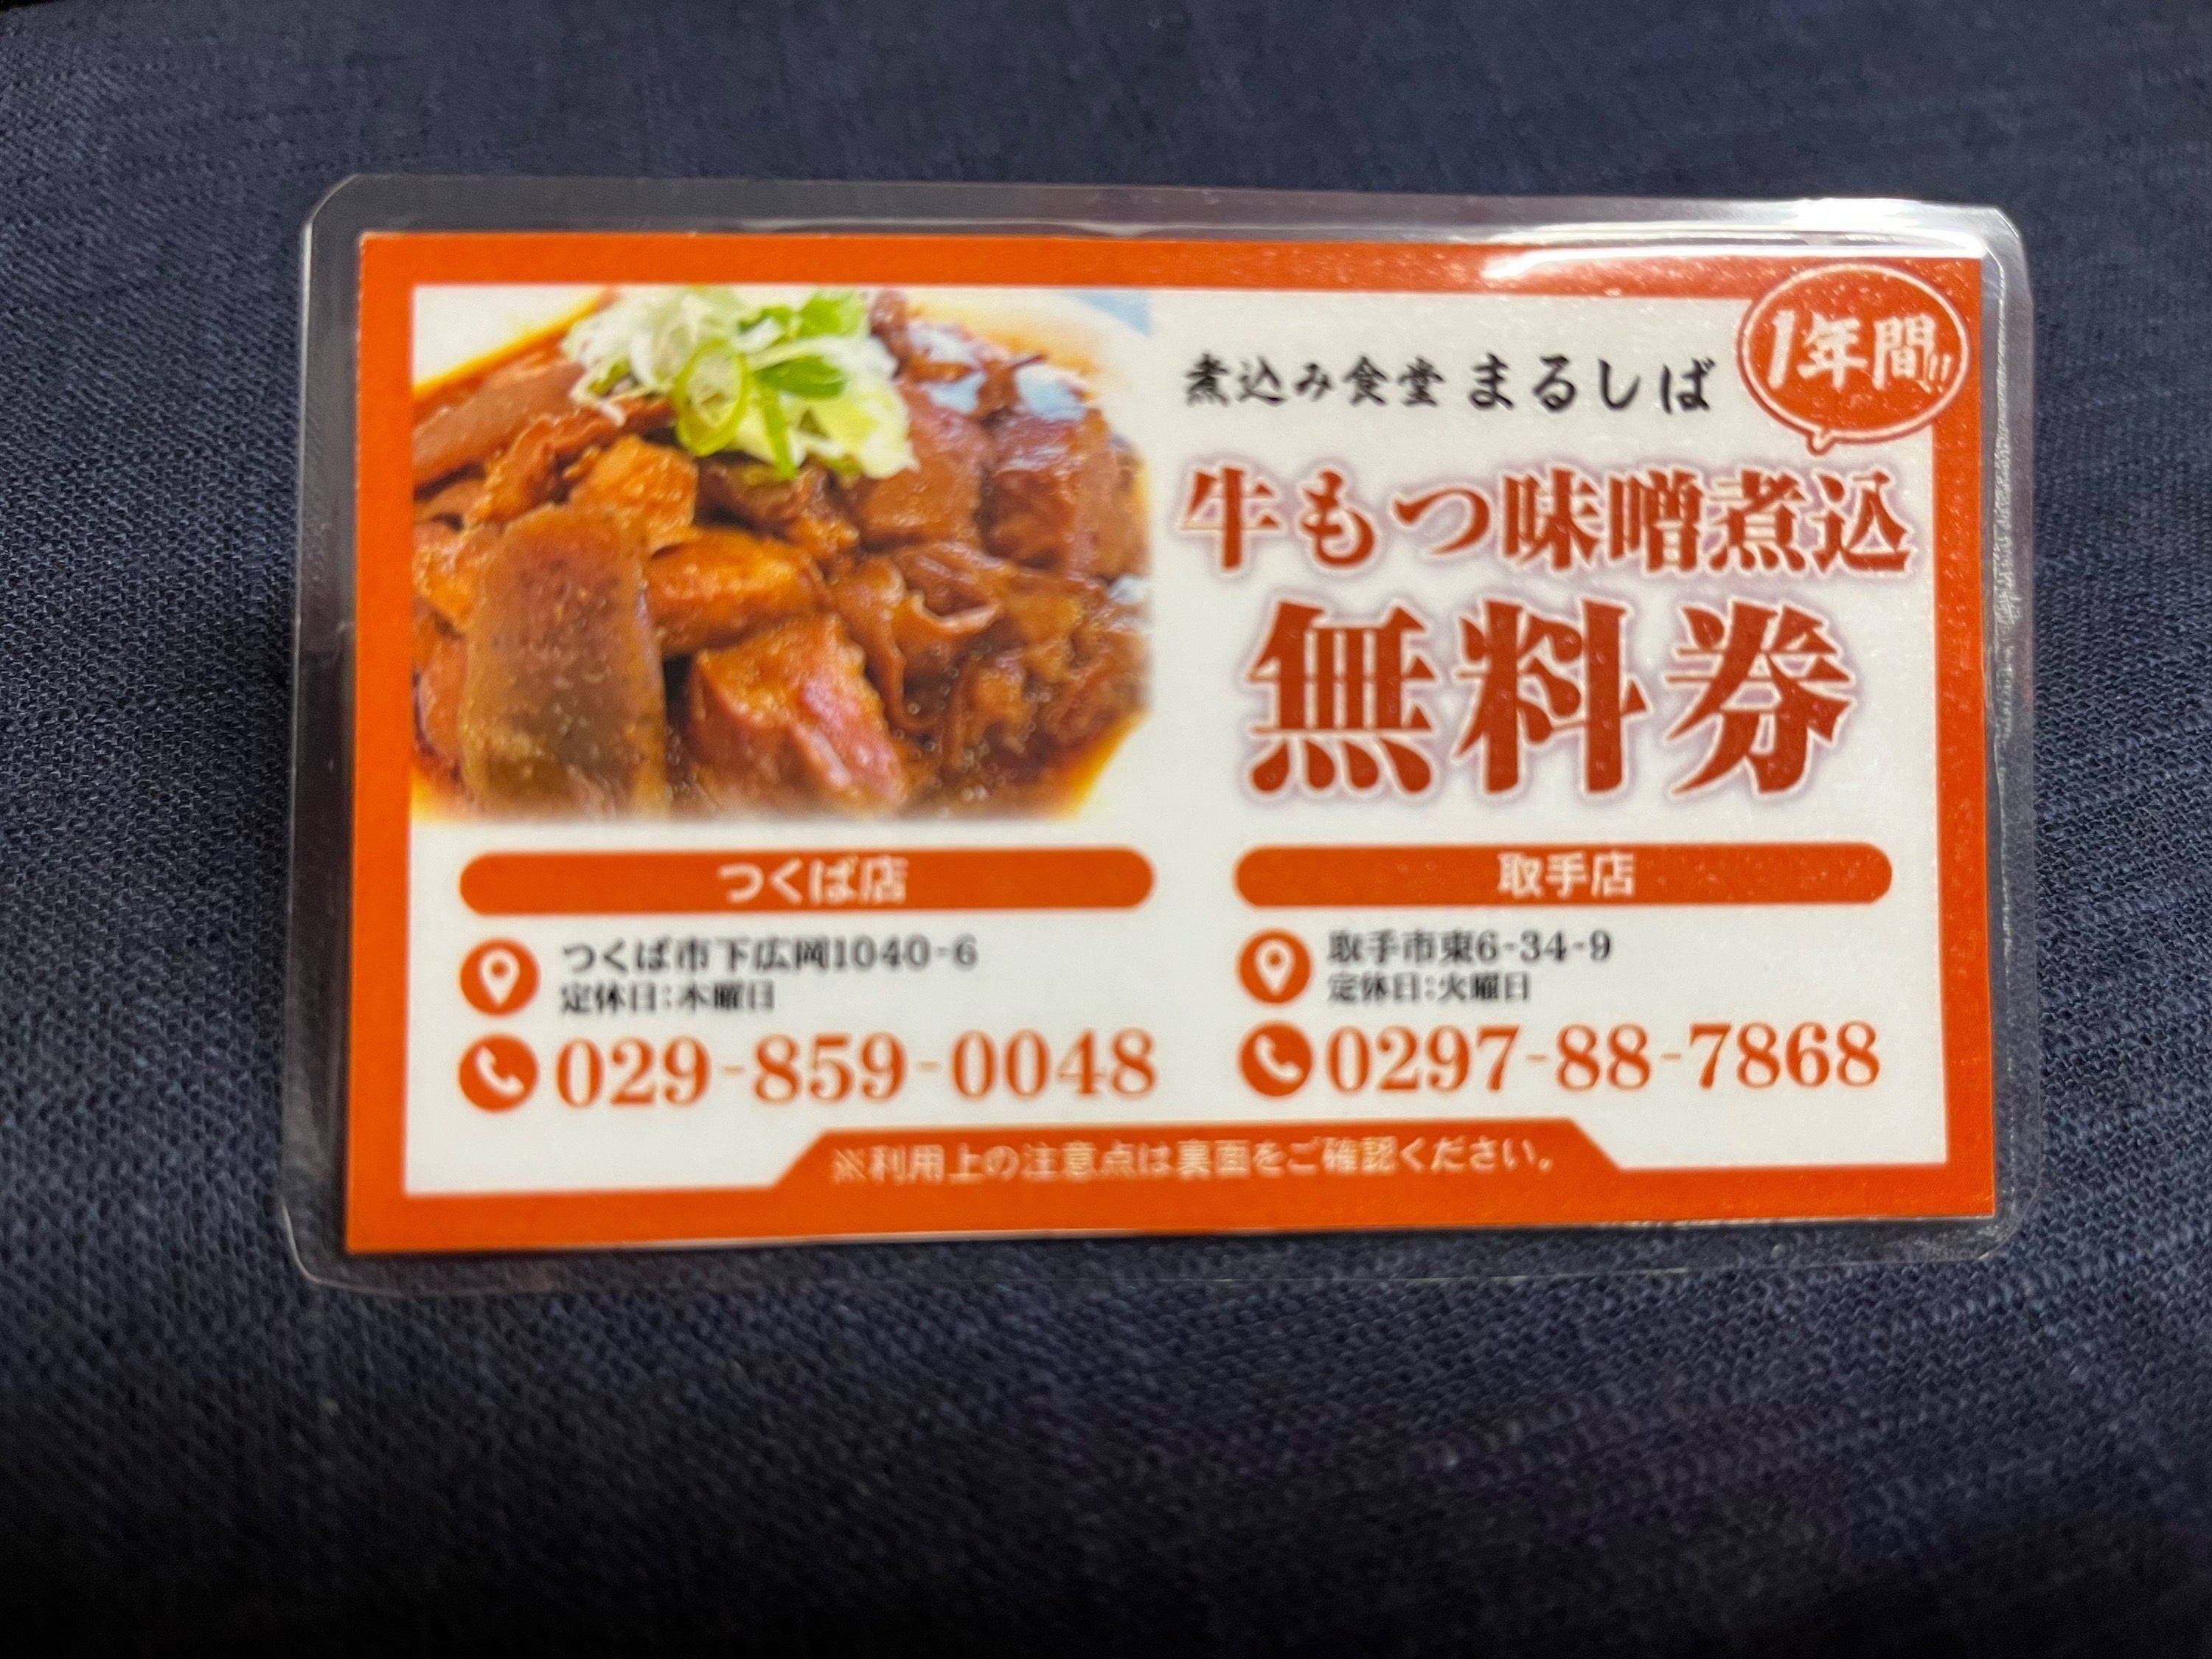 煮込み食堂 まるしば
1年間!!
牛もつ味噌煮込
無料券
つくば店
つくば市下広岡1040-6
定休日:木曜日
029-859-0048
取手店
取手市東6-34-9
定休日:火曜日
0297-88-7868
※利用上の注意点は裏面をご確認ください。